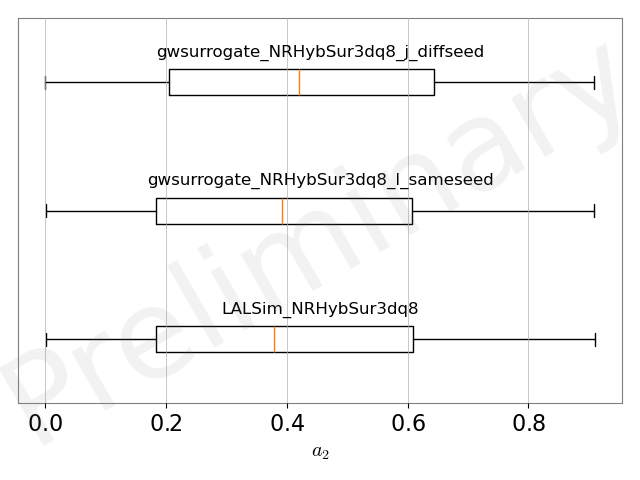 gwsurrogate_NRHybSur3dq8_j_diffseed
gwsurrogate_NRHybSur3dq8_l_sameseed
LALSim_NRHybSur3dq8
Preliminary
0.0 0.2 0.4 0.6 0.8
a₂